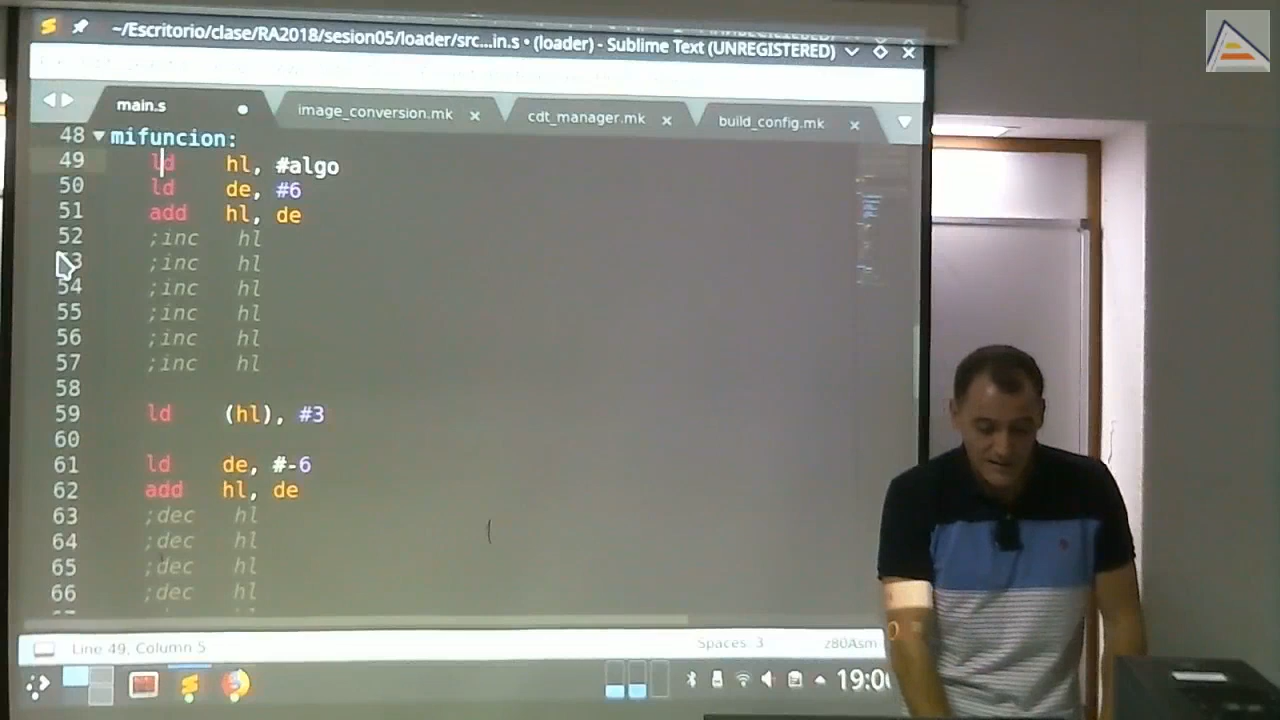 ~/Escritorio/clase/RA2018/sesion05/loader/src...in.s • (loader) - Sublime Text (UNREGISTERED)
main.s image_conversion.mk cdt_manager.mk build_config.mk
48 mifuncion:
49 ld hl, #algo
50 ld de, #6
51 add hl, de
52 ;inc hl
3 ;inc hl
54 ;inc hl
55 ;inc hl
56 ;inc hl
57 ;inc hl
58
59 ld (hl), #3
60
61 ld de, #-6
62 add hl, de
63 ;dec hl
64 ;dec hl
65 ;dec hl
66 ;dec hl
Line 49, Column 5 Spaces: 3 z80Asm